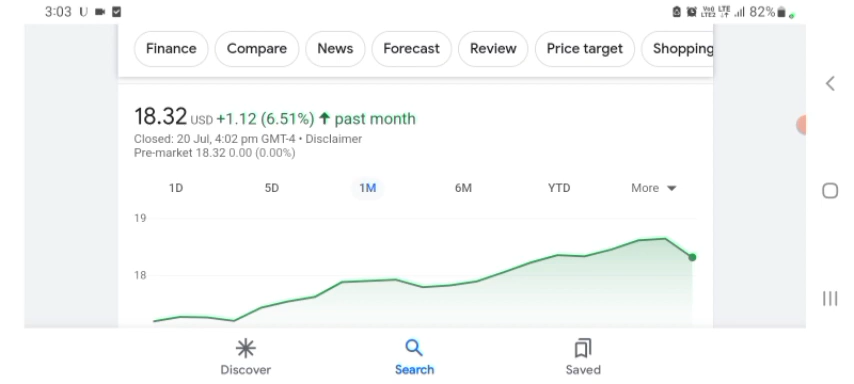 3:03 U
82%
Finance Compare News Forecast Review Price target Shopping
18.32 USD +1.12 (6.51%) ↑ past month
Closed: 20 Jul, 4:02 pm GMT-4 • Disclaimer
Pre-market 18.32 0.00 (0.00%)
1D 5D 1M 6M YTD More
19
18
Discover Search Saved